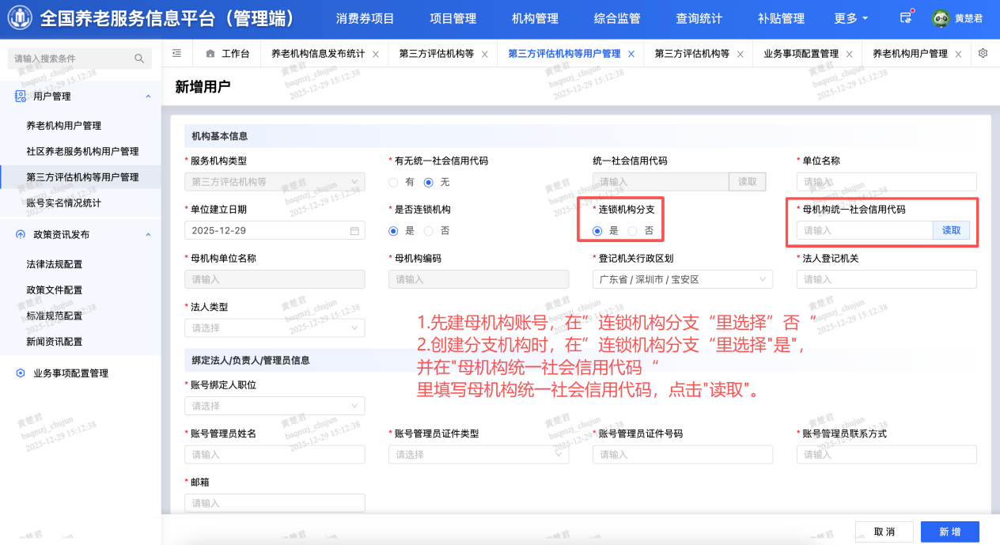 全国养老服务信息平台（管理端）
消费券项目 项目管理 机构管理 综合监管 查询统计 补贴管理 更多 黄楚君
请输入搜索条件
工作台 养老机构信息发布统计 × 第三方评估机构等 × 第三方评估机构等用户管理 × 第三方评估机构等 × 业务事项配置管理 × 养老机构用户管理 ×
用户管理
养老机构用户管理
社区养老服务机构用户管理
第三方评估机构等用户管理
账号实名情况统计
政策资讯发布
法律法规配置
政策文件配置
标准规范配置
新闻资讯配置
业务事项配置管理
新增用户
机构基本信息
* 服务机构类型 * 有无统一社会信用代码 统一社会信用代码 * 单位名称
第三方评估机构等 有 无 请输入 读取 请输入
* 单位建立日期 * 是否连锁机构 * 连锁机构分支 * 母机构统一社会信用代码
2025-12-29 是 否 是 否 请输入 读取
* 母机构单位名称 * 母机构编码 * 登记机关行政区划 * 法人登记机关
请输入 请输入 广东省 / 深圳市 / 宝安区 请输入
* 法人类型
请选择
1.先建母机构账号，在”连锁机构分支“里选择”否“
2.创建分支机构时，在”连锁机构分支“里选择"是"，
并在"母机构统一社会信用代码“
里填写母机构统一社会信用代码，点击"读取"。
绑定法人/负责人/管理员信息
* 账号绑定人职位
请选择
* 账号管理员姓名 * 账号管理员证件类型 * 账号管理员证件号码 * 账号管理员联系方式
请输入 请选择 请输入 请输入
* 邮箱
请输入
取 消 新 增
黄楚君
baqmzj_chujun
2025-12-29 15:12:38